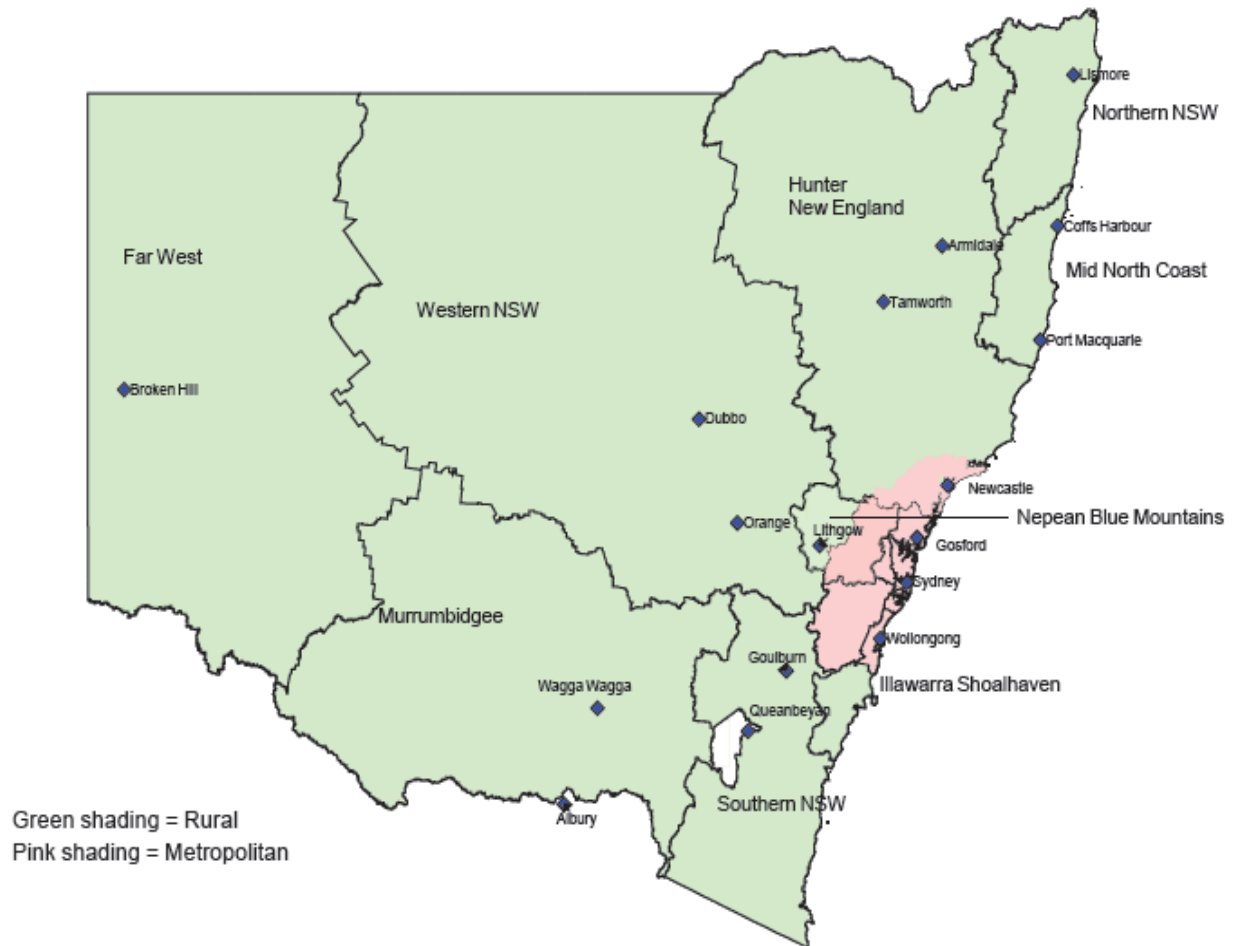 Lismore
Northern NSW
Hunter
New England
Coffs Harbour
Armidale
Far West
Mid North Coast
Tamworth
Western NSW
Port Macquarie
Broken Hill
Dubbo
Newcastle
Nepean Blue Mountains
Orange
Lithgow
Gosford
Sydney
Murrumbidgee
Wollongong
Goulburn
Illawarra Shoalhaven
Wagga Wagga
Queanbeyan
Southern NSW
Albury
Green shading = Rural
Pink shading = Metropolitan